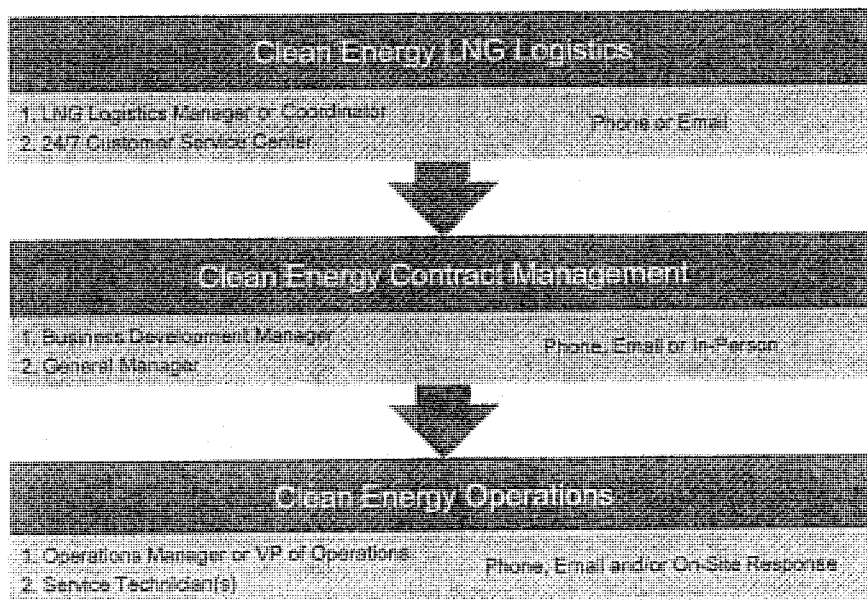 Clean Energy LNG Logistics
1. LNG Logistics Manager or Coordinator
2. 24/7 Customer Service Center
Phone or Email
Clean Energy Contract Management
1. Business Development Manager
2. General Manager
Phone, Email or In-Person
Clean Energy Operations
1. Operations Manager or VP of Operations
2. Service Technician(s)
Phone, Email and/or On-Site Response